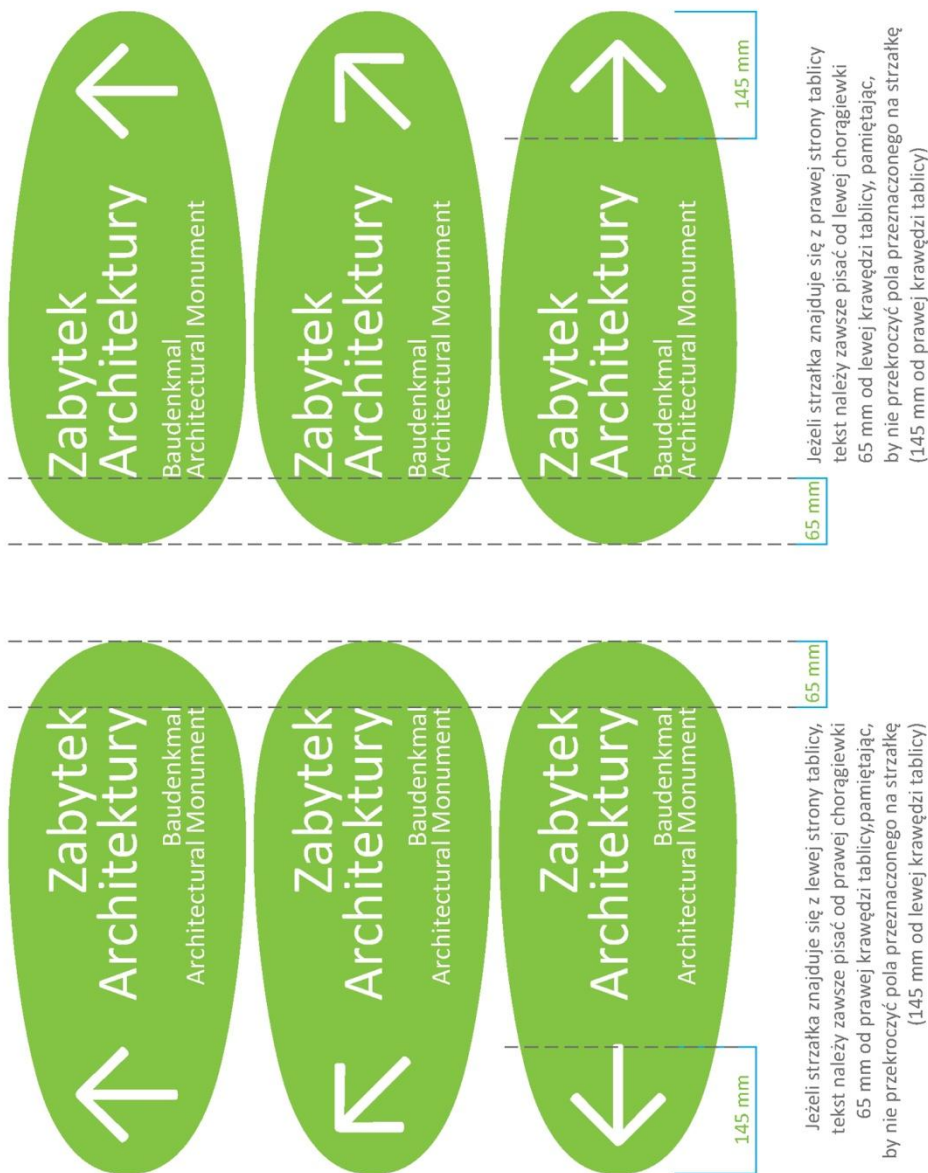 Zabytek
Architektury
Baudenkmal
Architectural Monument
Zabytek
Architektury
Baudenkmal
Architectural Monument
Zabytek
Architektury
Baudenkmal
Architectural Monument
145 mm
65 mm
Jeżeli strzałka znajduje się z lewej strony tablicy,
tekst należy zawsze pisać od prawej chorągiewki
65 mm od prawej krawędzi tablicy,pamiętając,
by nie przekroczyć pola przeznaczonego na strzałkę
(145 mm od lewej krawędzi tablicy)
Zabytek
Architektury
Baudenkmal
Architectural Monument
Zabytek
Architektury
Baudenkmal
Architectural Monument
Zabytek
Architektury
Baudenkmal
Architectural Monument
65 mm
145 mm
Jeżeli strzałka znajduje się z prawej strony tablicy
tekst należy zawsze pisać od lewej chorągiewki
65 mm od lewej krawędzi tablicy, pamiętając,
by nie przekroczyć pola przeznaczonego na strzałkę
(145 mm od prawej krawędzi tablicy)